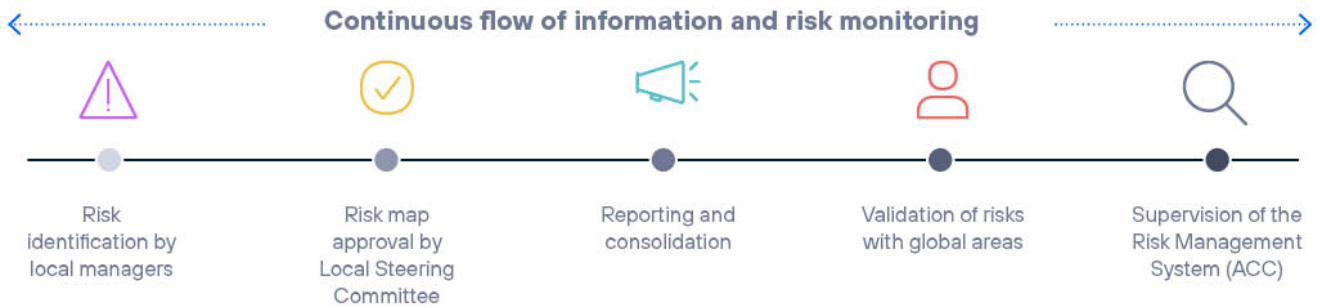 Continuous flow of information and risk monitoring
Risk
identification by
local managers
Risk map
approval by
Local Steering
Committee
Reporting and
consolidation
Validation of risks
with global areas
Supervision of the
Risk Management
System (ACC)